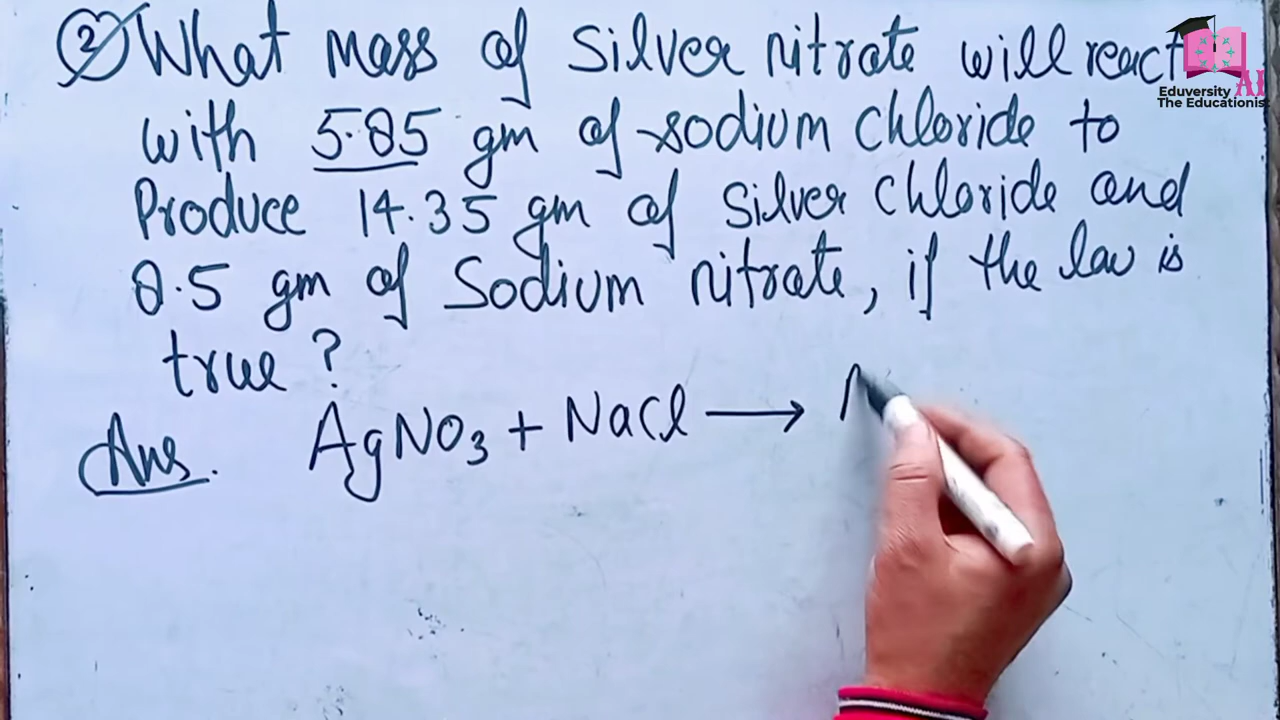 ② What mass of silver nitrate will react
with 5.85 gm of sodium chloride to
Produce 14.35 gm of silver chloride and
8.5 gm of Sodium nitrate, if the law is
true ?
Ans. AgNO₃ + NaCl ⟶
AI
Eduversity
The Educationist